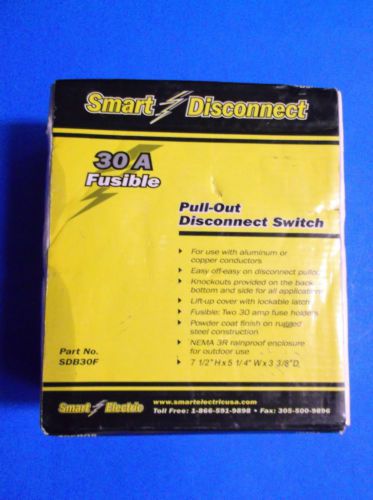 Smart Disconnect
30 A
Fusible
Pull-Out
Disconnect Switch
For use with aluminum or
copper conductors
Easy off-easy on disconnect pullout
Knockouts provided on the back
bottom and side for all application
Lift-up cover with lockable latch
Fusible: Two 30 amp fuse holders
Powder coat finish on rugged
steel construction
NEMA 3R rainproof enclosure
for outdoor use
7 1/2" H x 5 1/4" W x 3 3/8" D.
Part No.
SDB30F
Smart Electric
www.smartelectricusa.com
Toll Free: 1-866-591-9898 • Fax: 305-500-9896